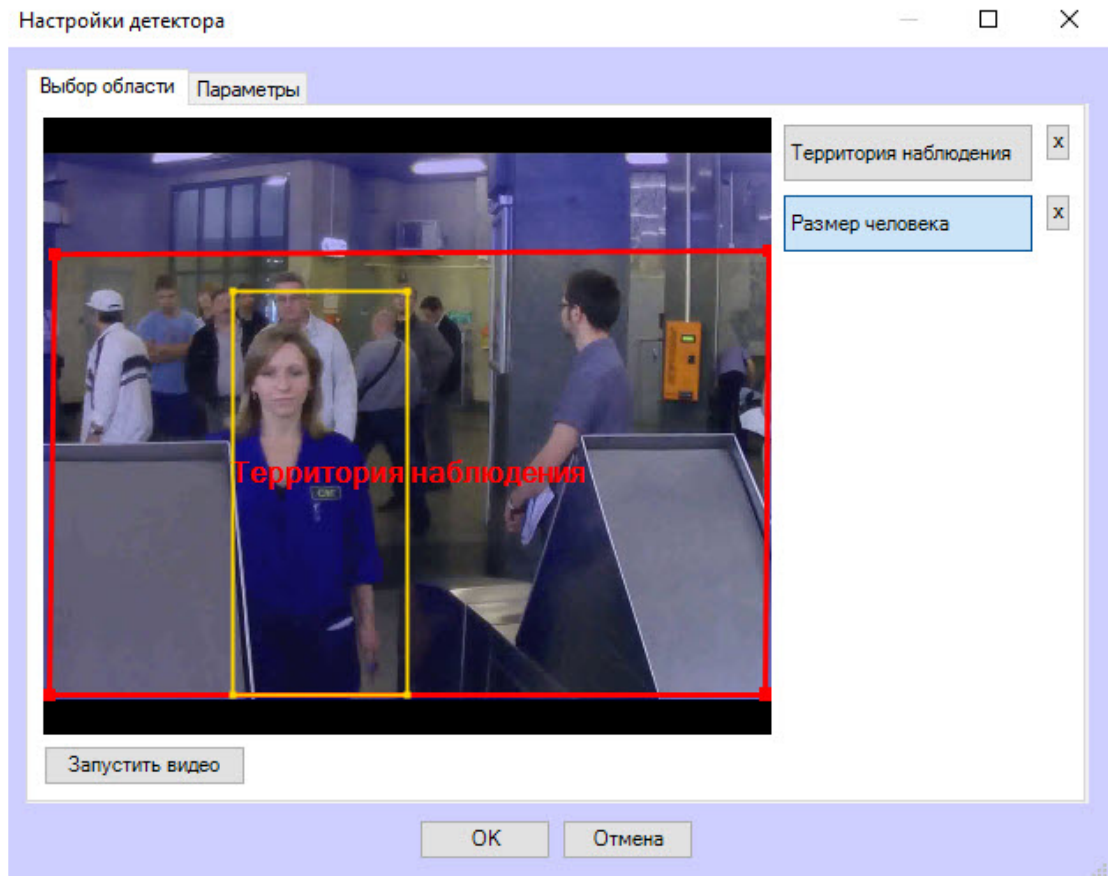 Настройки детектора
Выбор области
Параметры
Территория наблюдения
x
Размер человека
x
Территория наблюдения
Запустить видео
OK
Отмена